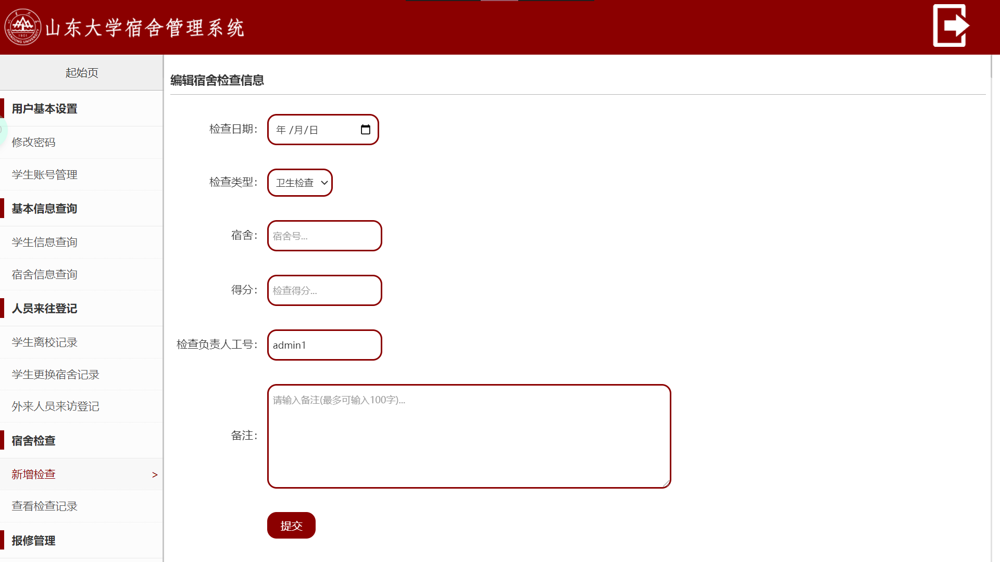 山东大学宿舍管理系统
SHANDONG UNIVERSITY
1901
起始页
用户基本设置
修改密码
学生账号管理
基本信息查询
学生信息查询
宿舍信息查询
人员来往登记
学生离校记录
学生更换宿舍记录
外来人员来访登记
宿舍检查
新增检查 >
查看检查记录
报修管理
编辑宿舍检查信息
检查日期: 年 /月/日
检查类型: 卫生检查
宿舍: 宿舍号...
得分: 检查得分...
检查负责人工号: admin1
备注: 请输入备注(最多可输入100字)...
提交